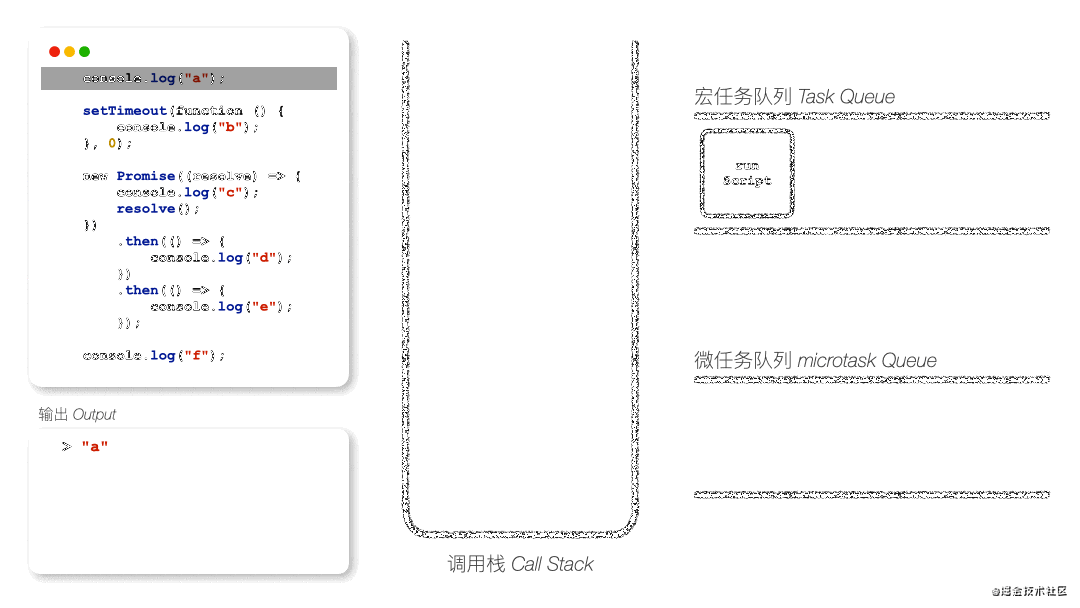 console.log("a");
setTimeout(function () {
console.log("b");
}, 0);
new Promise((resolve) => {
console.log("c");
resolve();
})
.then(() => {
console.log("d");
})
.then(() => {
console.log("e");
});
console.log("f");
输出 Output
> "a"
调用栈 Call Stack
宏任务队列 Task Queue
run
Script
微任务队列 microtask Queue
@掘金技术社区